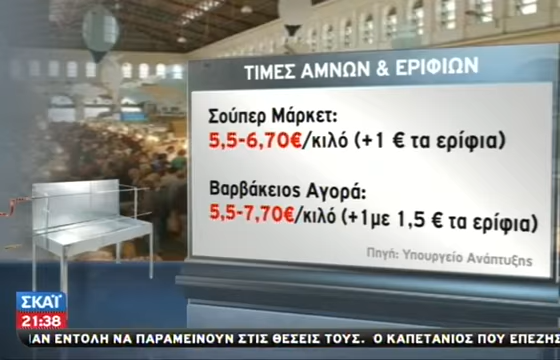 ΤΙΜΕΣ ΑΜΝΩΝ & ΕΡΙΦΙΩΝ
Σούπερ Μάρκετ:
5,5-6,70€/κιλό (+1 € τα ερίφια)
Βαρβάκειος Αγορά:
5,5-7,70€/κιλό (+1με 1,5 € τα ερίφια)
Πηγή: Υπουργείο Ανάπτυξης
ΣΚΑΪ
21:38
ΙΑΝ ΕΝΤΟΛΗ ΝΑ ΠΑΡΑΜΕΙΝΟΥΝ ΣΤΙΣ ΘΕΣΕΙΣ ΤΟΥΣ. Ο ΚΑΠΕΤΑΝΙΟΣ ΠΟΥ ΕΠΕΖΗ